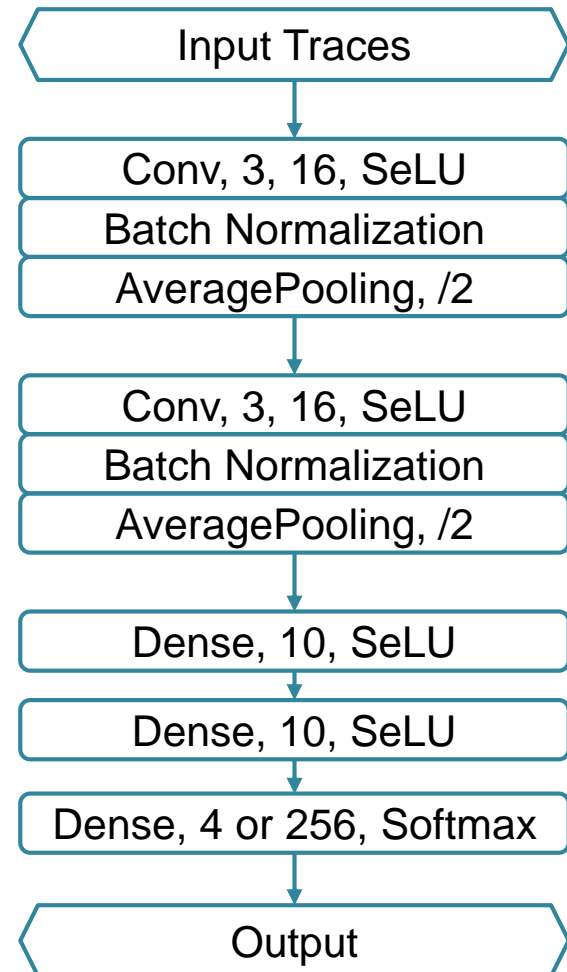 Input Traces
Conv, 3, 16, SeLU
Batch Normalization
AveragePooling, /2
Conv, 3, 16, SeLU
Batch Normalization
AveragePooling, /2
Dense, 10, SeLU
Dense, 10, SeLU
Dense, 4 or 256, Softmax
Output